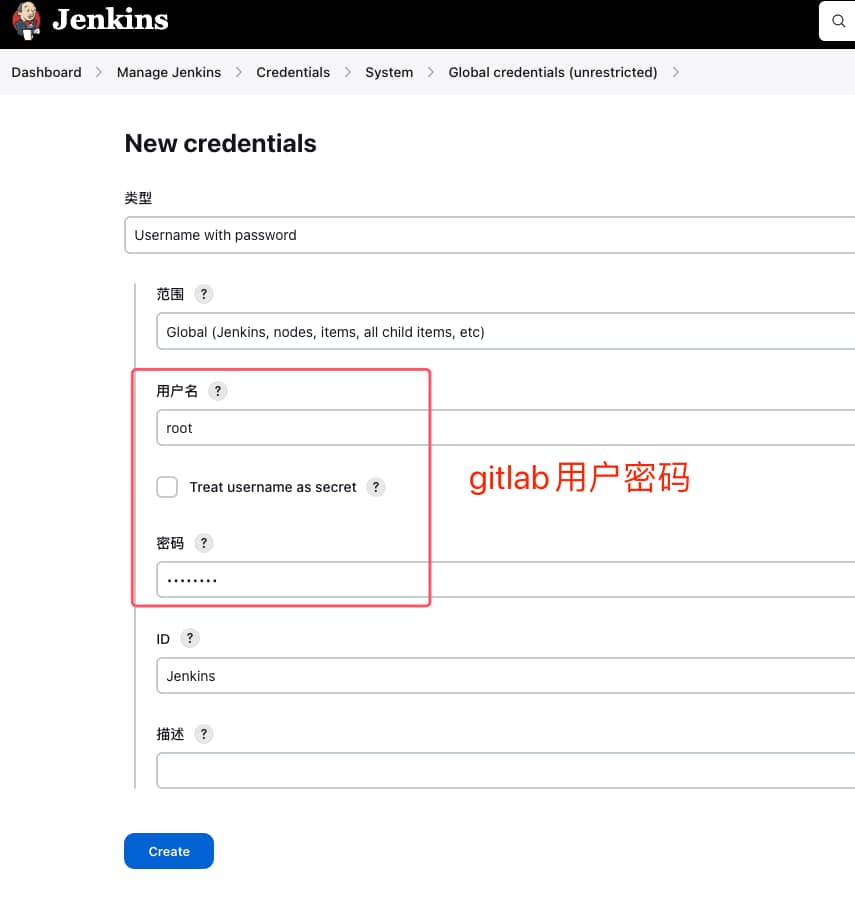 Jenkins
Dashboard > Manage Jenkins > Credentials > System > Global credentials (unrestricted) >
New credentials
类型
Username with password
范围 ?
Global (Jenkins, nodes, items, all child items, etc)
用户名 ?
root
Treat username as secret ?
gitlab用户密码
密码 ?
••••••••
ID ?
Jenkins
描述 ?
Create